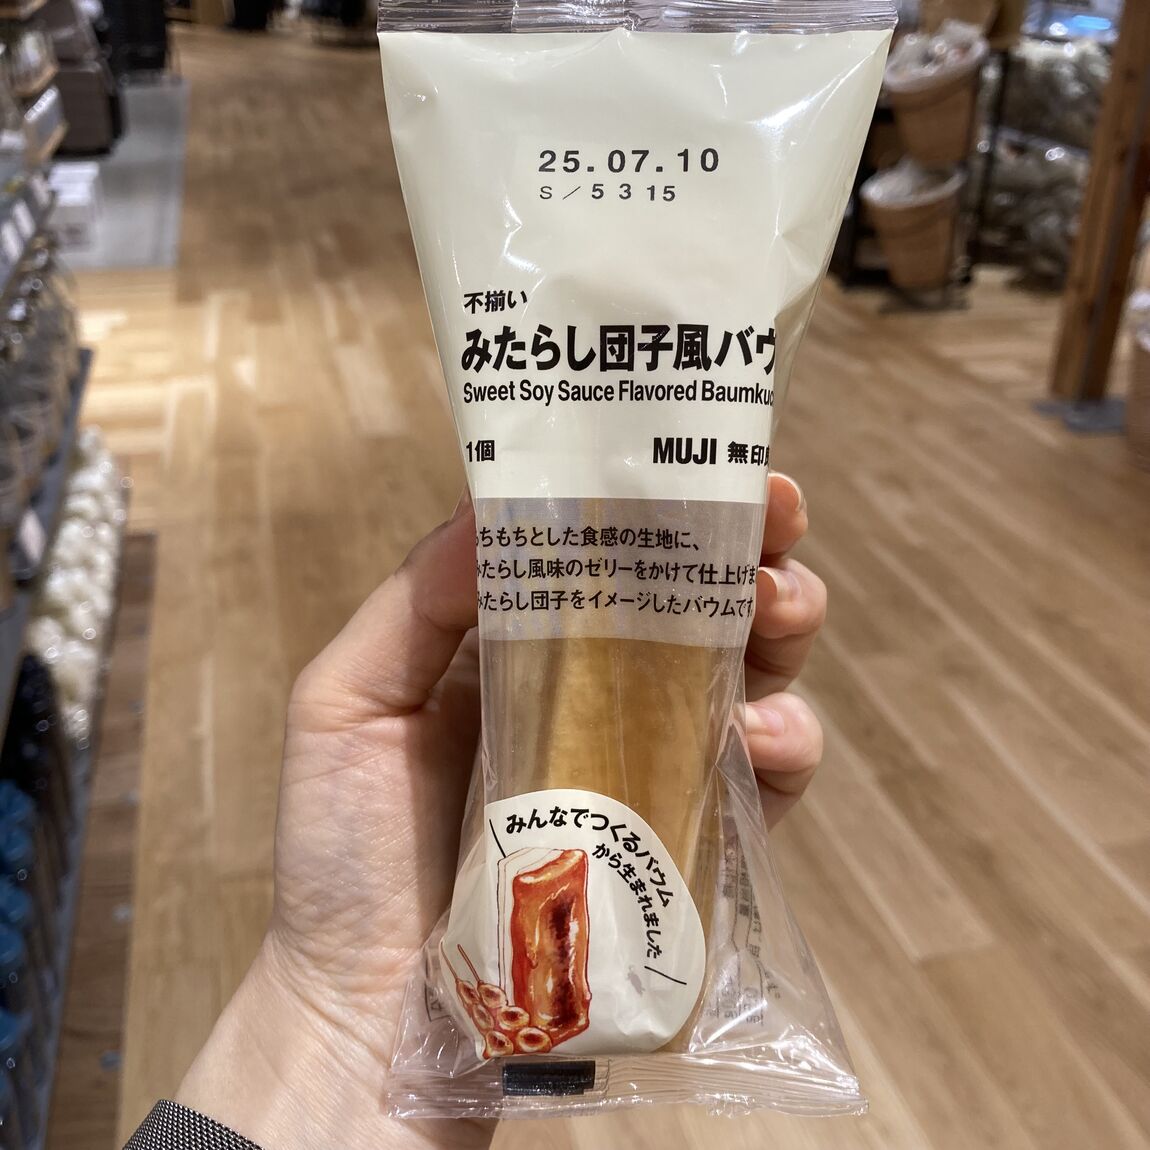 25.07.10
S/5315
不揃い
みたらし団子風バウ
Sweet Soy Sauce Flavored Baumkuc
1個
MUJI 無印
ちもちとした食感の生地に、
みたらし風味のゼリーをかけて仕上げま
みたらし団子をイメージしたバウムです
みんなでつくるバウム
から生まれました